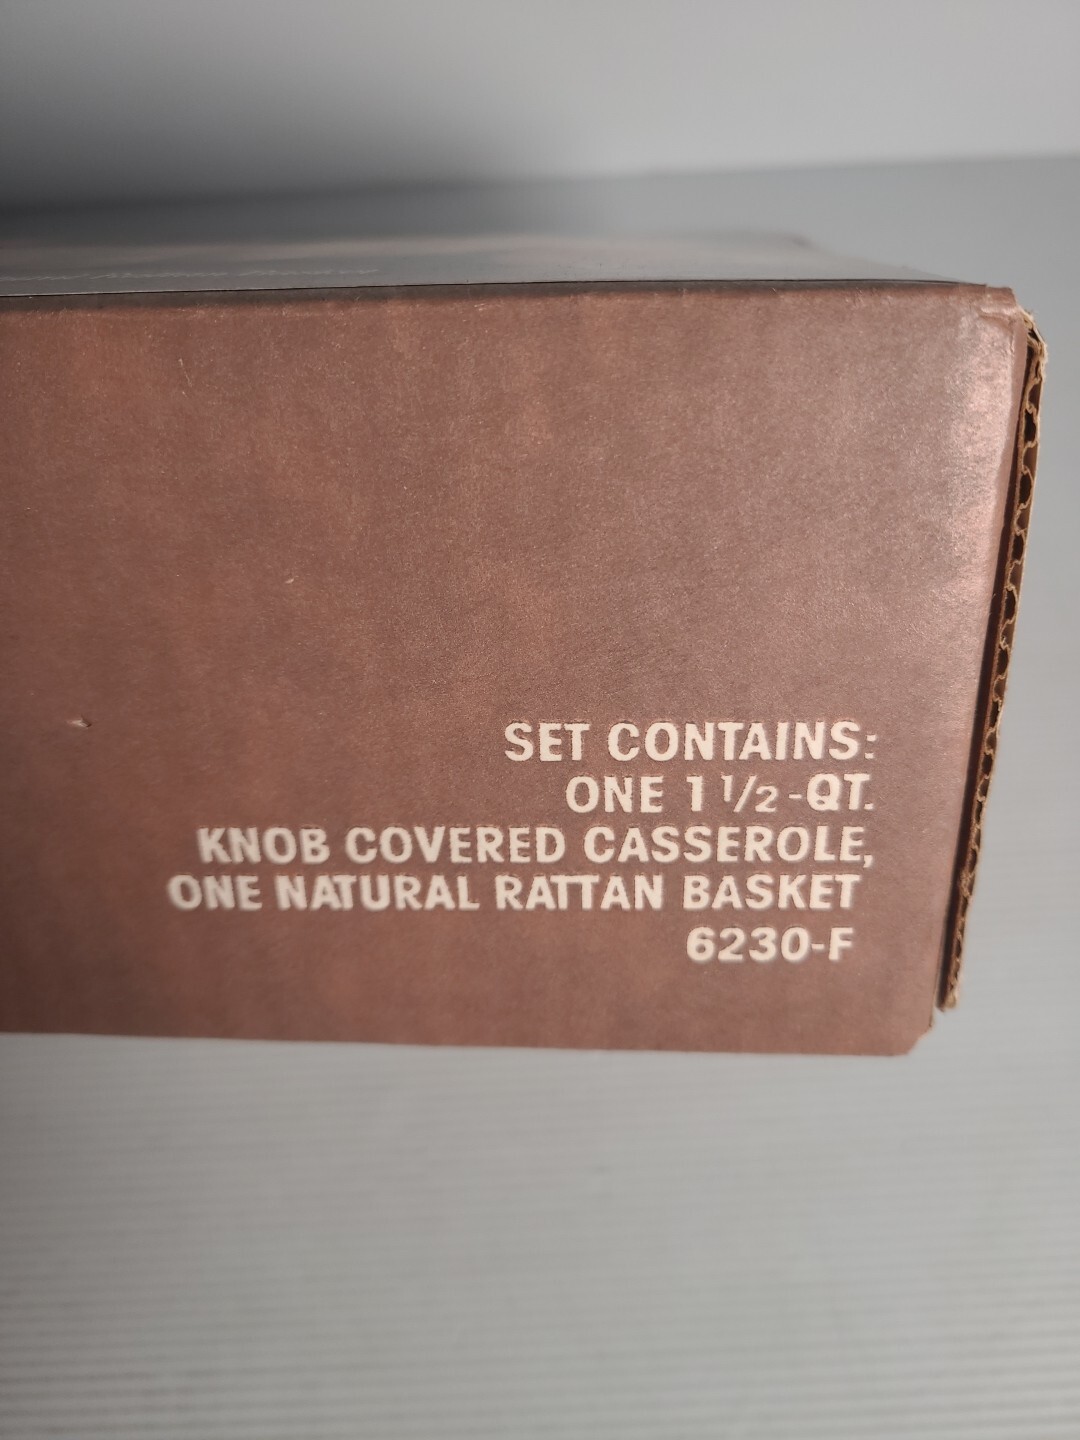 SET CONTAINS:
ONE 1 1/2 -QT.
KNOB COVERED CASSEROLE,
ONE NATURAL RATTAN BASKET
6230-F